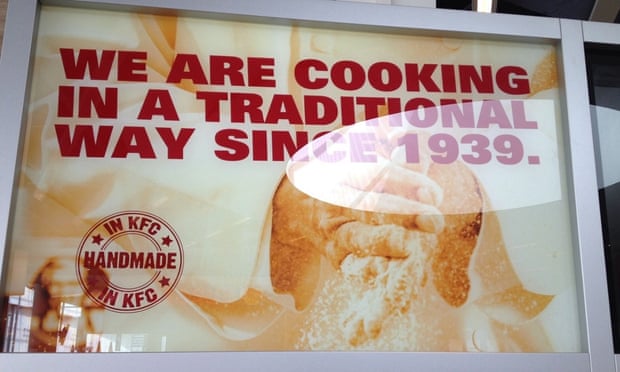 WE ARE COOKING
IN A TRADITIONAL
WAY SINCE 1939.
IN KFC
HANDMADE
IN KFC